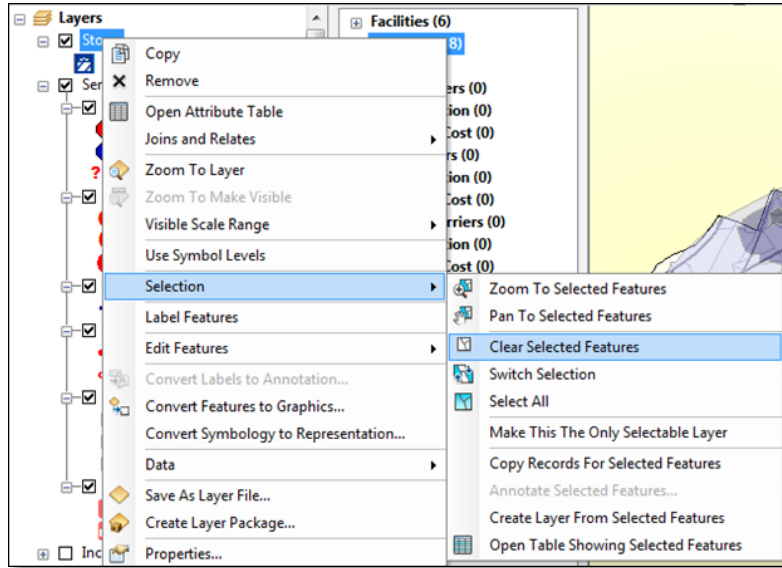 Layers
Facilities (6)
Sto
8)
Copy
Ser
Remove
ers (0)
Open Attribute Table
ion (0)
Joins and Relates
Cost (0)
rs (0)
?
Zoom To Layer
ion (0)
Zoom To Make Visible
Cost (0)
Visible Scale Range
rriers (0)
ion (0)
Use Symbol Levels
Cost (0)
Selection
Zoom To Selected Features
Label Features
Pan To Selected Features
Edit Features
Clear Selected Features
Convert Labels to Annotation...
Switch Selection
Convert Features to Graphics...
Select All
Convert Symbology to Representation...
Make This The Only Selectable Layer
Data
Copy Records For Selected Features
Save As Layer File...
Annotate Selected Features...
Create Layer Package...
Create Layer From Selected Features
Inc
Properties...
Open Table Showing Selected Features